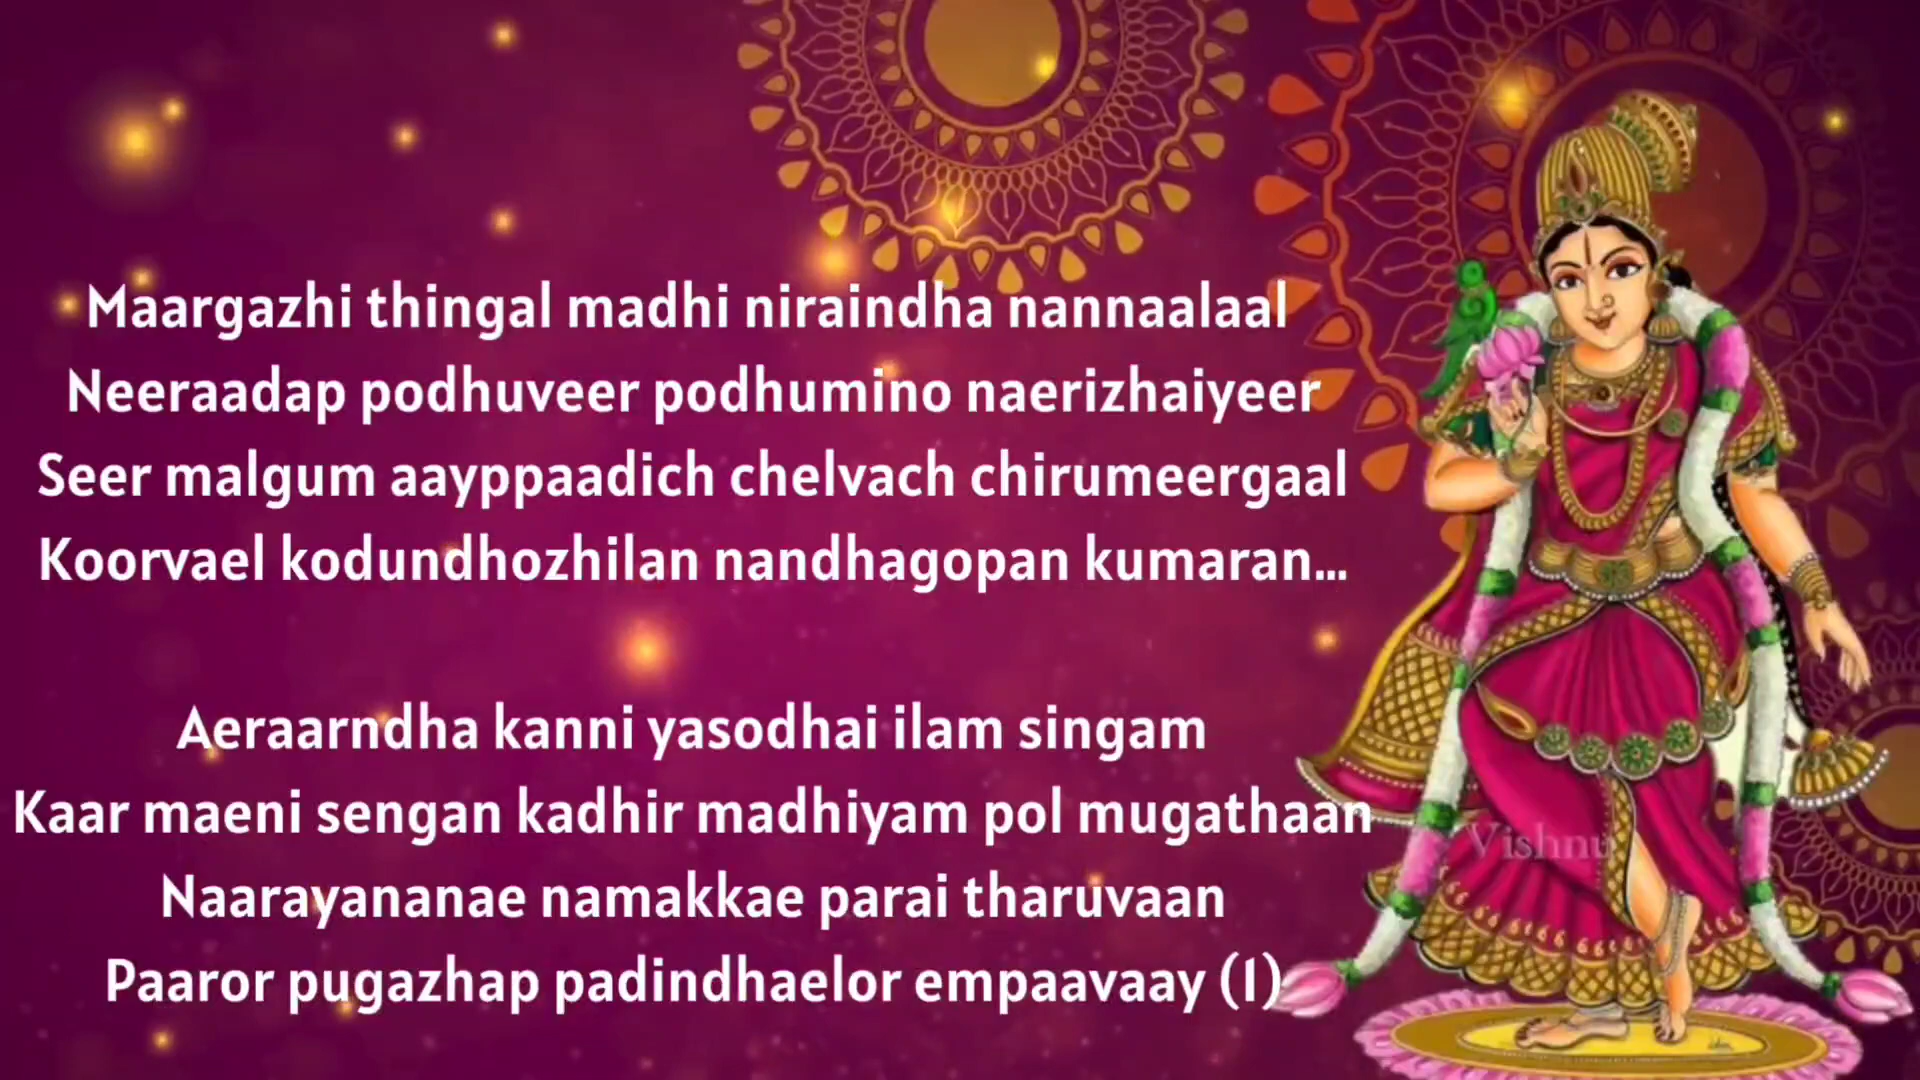 Maargazhi thingal madhi niraindha nannaalaal
Neeraadap podhuveer podhumino naerizhaiyeer
Seer malgum aayppaadich chelvach chirumeergaal
Koorvael kodundhozhilan nandhagopan kumaran...
Aeraarndha kanni yasodhai ilam singam
Kaar maeni sengan kadhir madhiyam pol mugathaan
Naarayananae namakkae parai tharuvaan
Paaror pugazhap padindhaelor empaavaay (1)
Vishnu